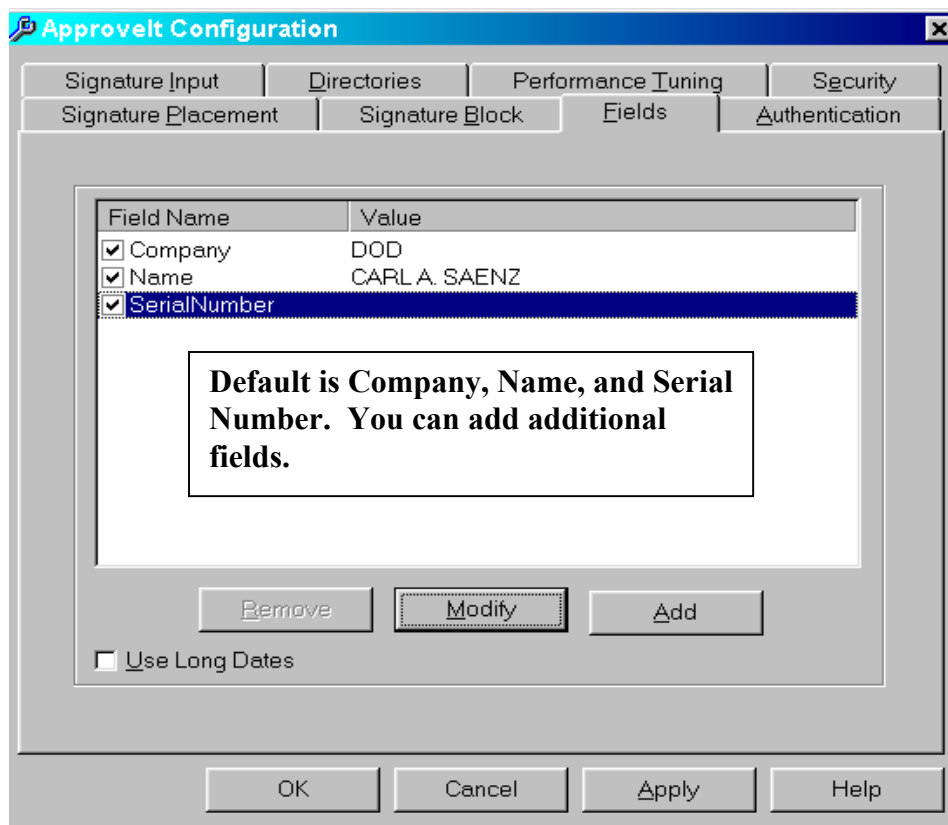 ApproveIt Configuration
Signature Input Directories Performance Tuning Security
Signature Placement Signature Block Fields Authentication
Field Name Value
Company DOD
Name CARL A. SAENZ
SerialNumber
Default is Company, Name, and Serial
Number. You can add additional
fields.
Remove Modify Add
Use Long Dates
OK Cancel Apply Help